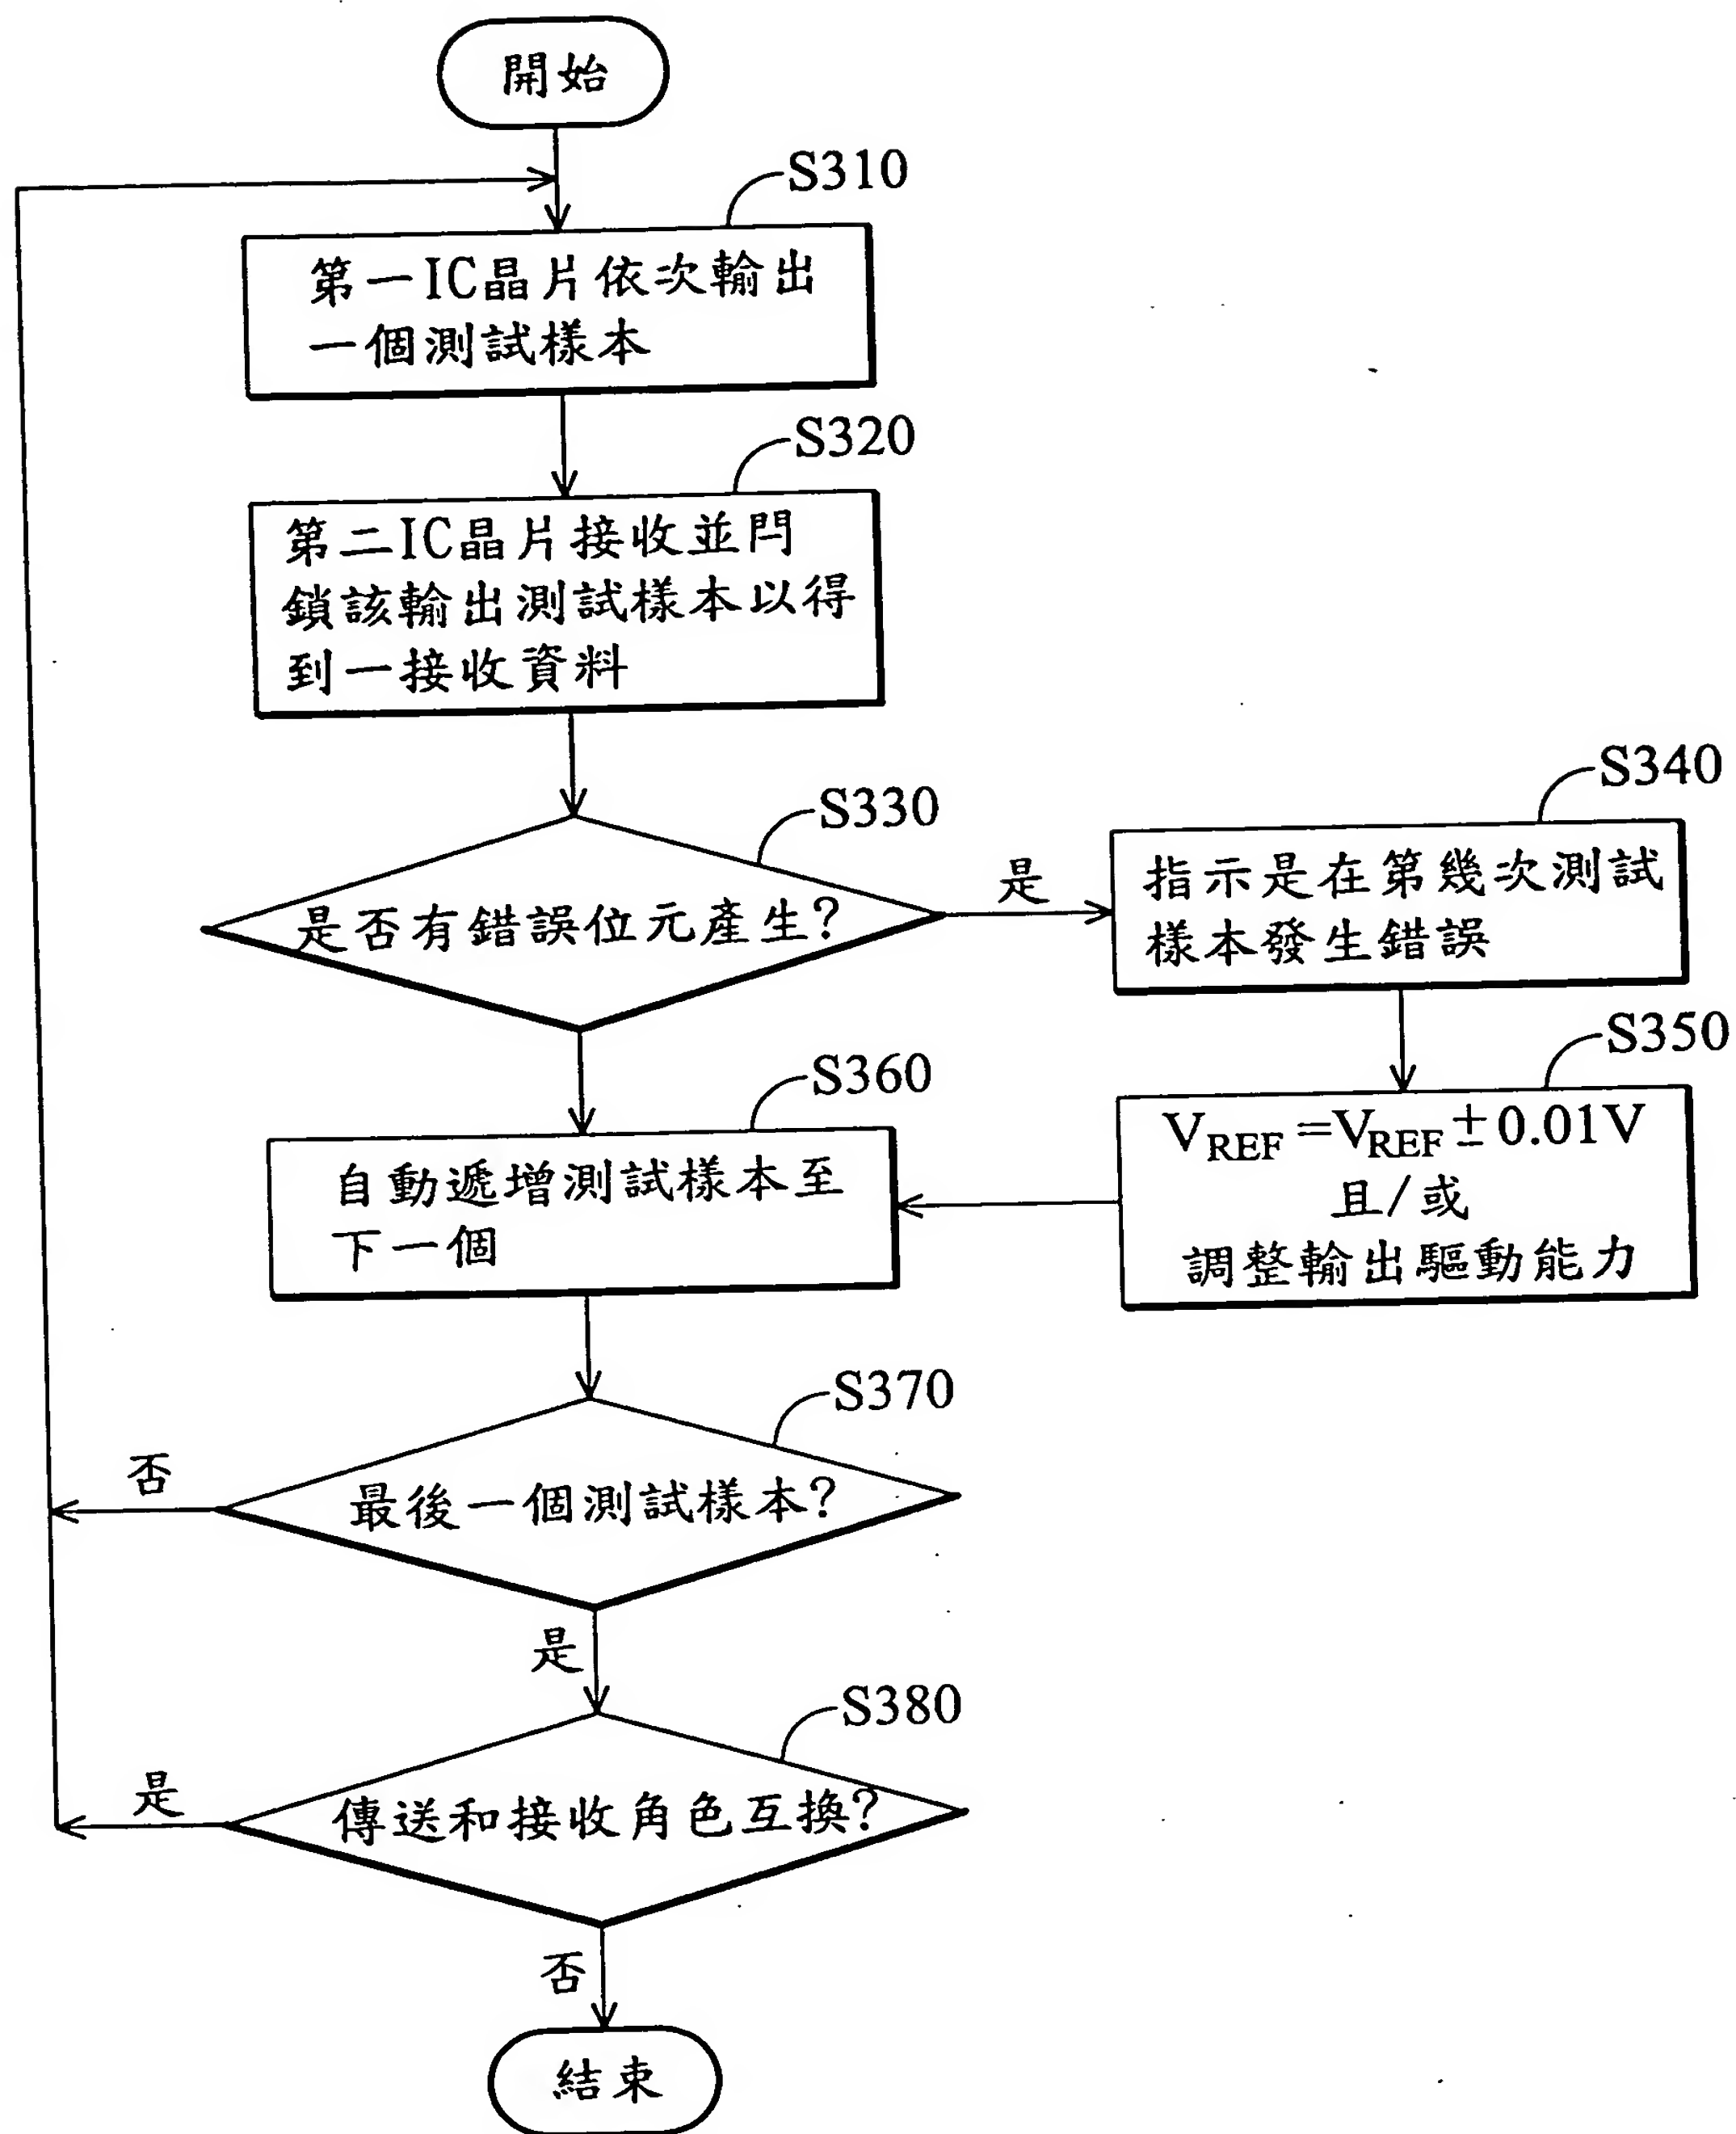 開始
S310
第一IC晶片依次輸出
一個測試樣本
S320
第二IC晶片接收並閂
鎖該輸出測試樣本以得
到一接收資料
S330
是否有錯誤位元產生?
是
S340
指示是在第幾次測試
樣本發生錯誤
S350
VREF=VREF±0.01V
且/或
調整輸出驅動能力
S360
自動遞增測試樣本至
下一個
S370
否
最後一個測試樣本?
是
S380
是
傳送和接收角色互換?
否
結束